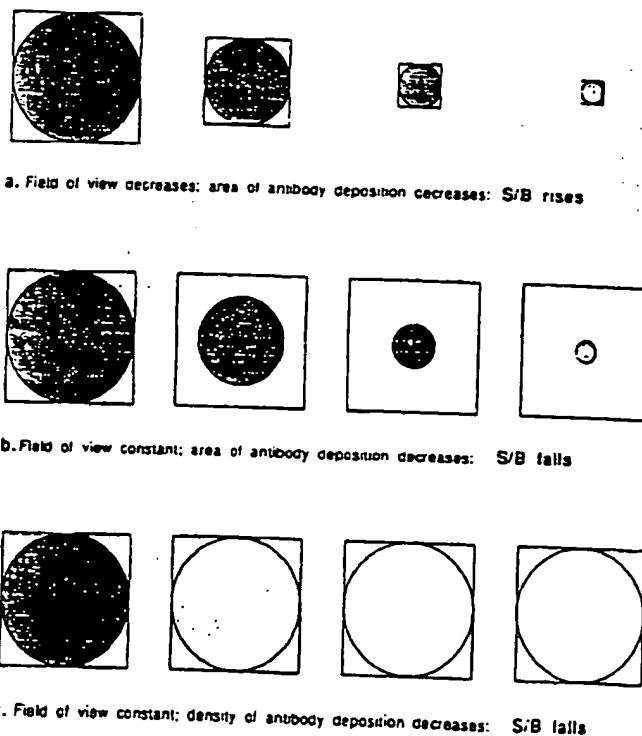 a. Field of view decreases: area of antibody deposition decreases: S/B rises
b. Field of view constant; area of antibody deposition decreases: S/B falls
. Field of view constant; density of antibody deposition decreases: S/B falls